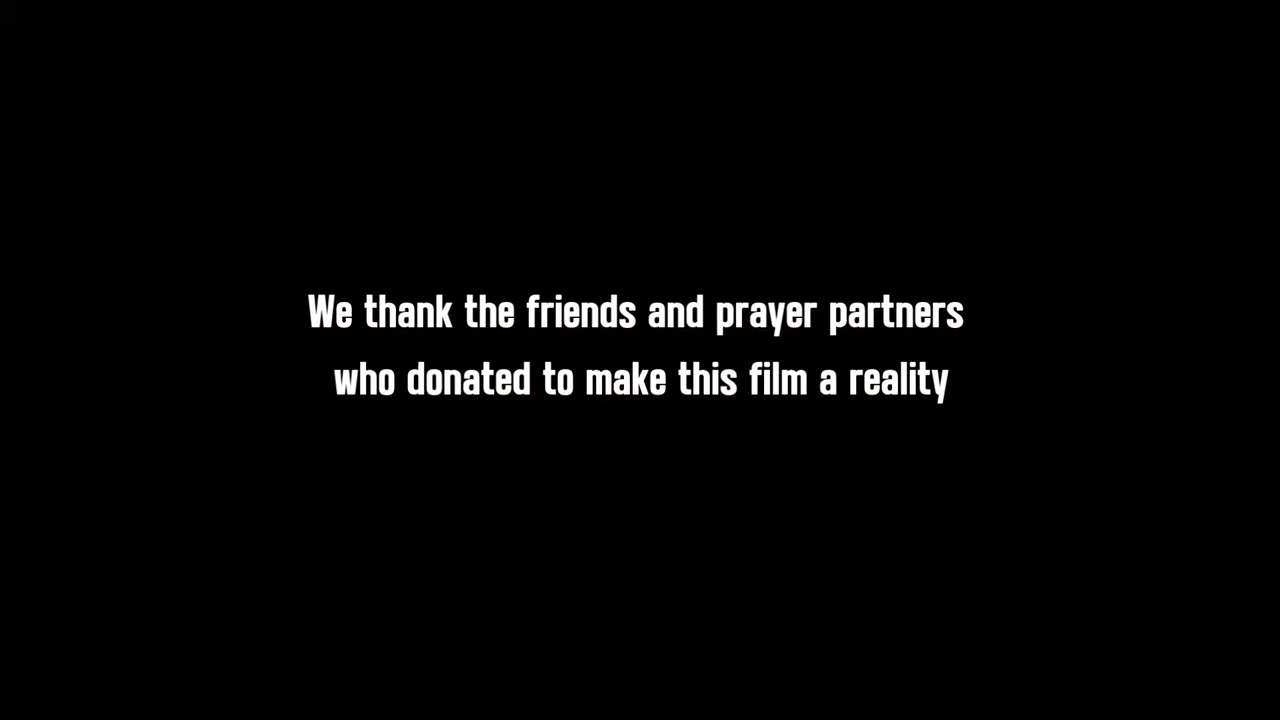 We thank the friends and prayer partners
who donated to make this film a reality